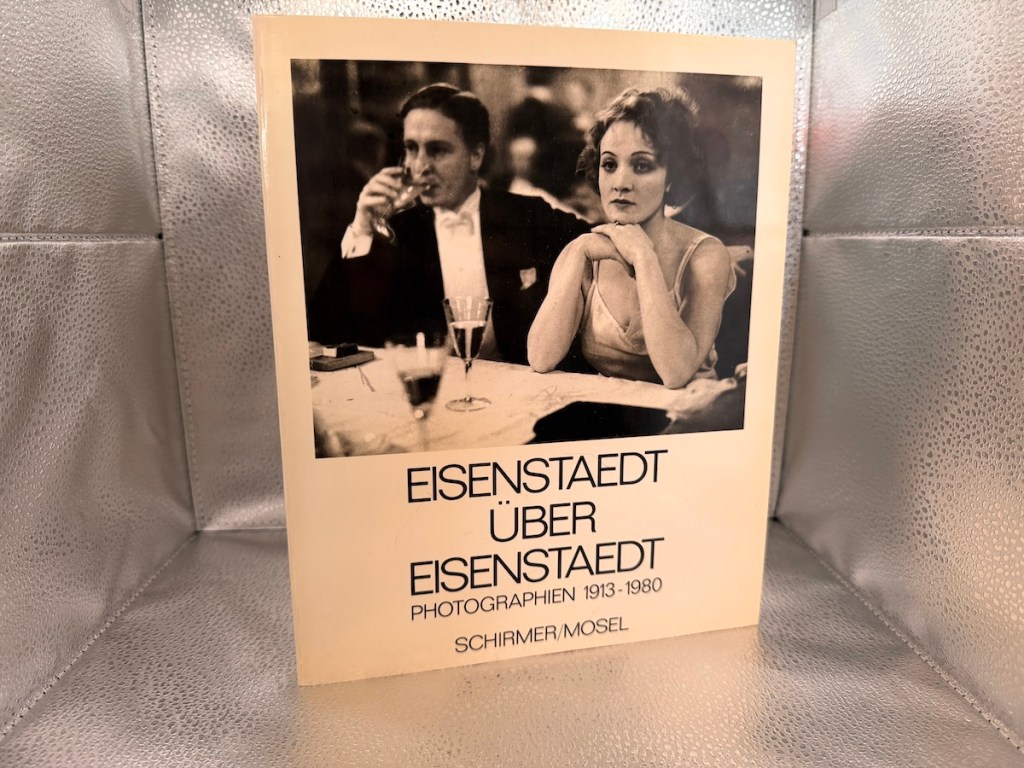 EISENSTAEDT
ÜBER
EISENSTAEDT
PHOTOGRAPHIEN 1913-1980
SCHIRMER/MOSEL